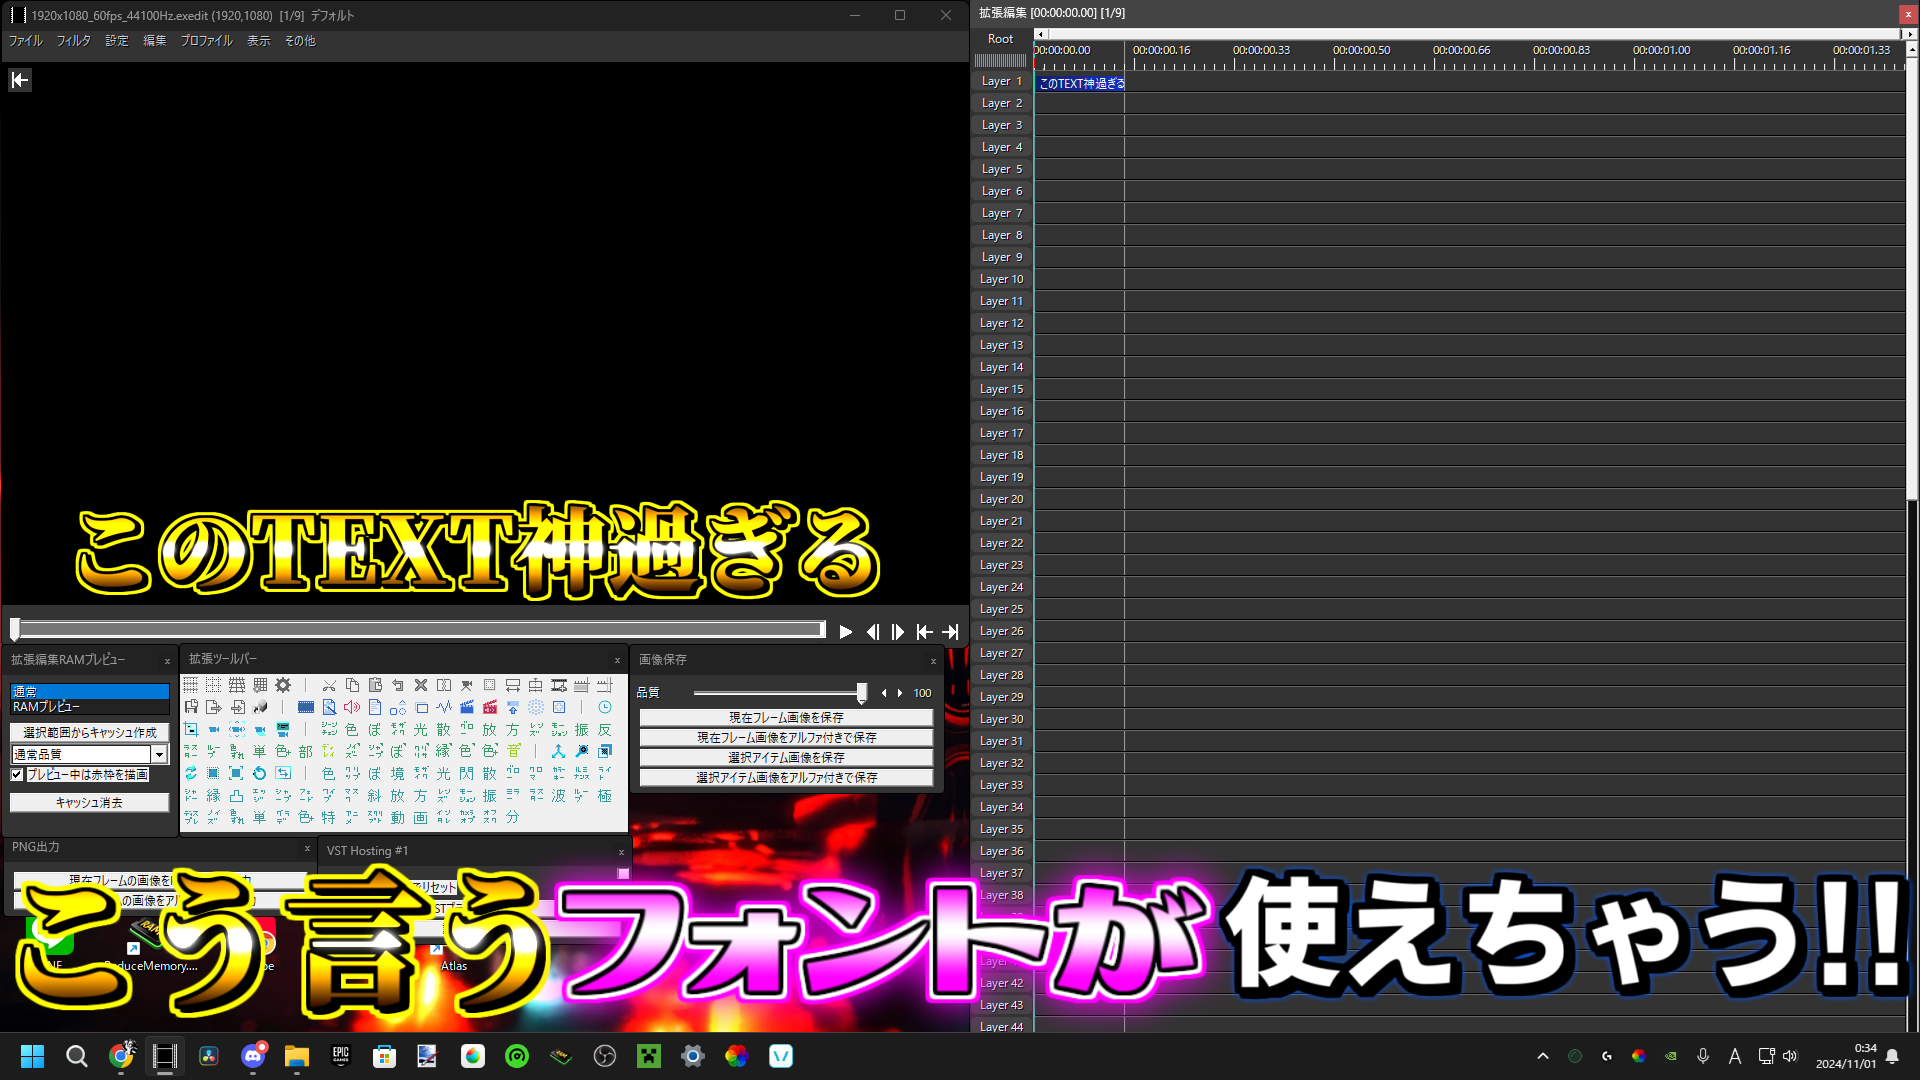 1920x1080_60fps_44100Hz.exedit (1920,1080) [1/9] デフォルト
ファイル フィルタ 設定 編集 プロファイル 表示 その他
拡張編集 [00:00:00.00] [1/9]
Root
00:00:00.00 00:00:00.16 00:00:00.33 00:00:00.50 00:00:00.66 00:00:00.83 00:00:01.00 00:00:01.16 00:00:01.33
Layer 1 このTEXT神過ぎる
Layer 2
Layer 3
Layer 4
Layer 5
Layer 6
Layer 7
Layer 8
Layer 9
Layer 10
Layer 11
Layer 12
Layer 13
Layer 14
Layer 15
Layer 16
Layer 17
Layer 18
Layer 19
Layer 20
Layer 21
Layer 22
Layer 23
Layer 24
Layer 25
Layer 26
Layer 27
Layer 28
Layer 29
Layer 30
Layer 31
Layer 32
Layer 33
Layer 34
Layer 35
Layer 36
Layer 37
Layer 38
Layer 42
Layer 43
Layer 44
このTEXT神過ぎる
拡張編集RAMプレビュー
通常
RAMプレビュー
選択範囲からキャッシュ作成
通常品質
プレビュー中は赤枠を描画
キャッシュ消去
拡張ツールバー
画像保存
品質 100
現在フレーム画像を保存
現在フレーム画像をアルファ付きで保存
選択アイテム画像を保存
選択アイテム画像をアルファ付きで保存
PNG出力
現在フレームの画像を
VST Hosting #1
リセット
こう言うフォントが使えちゃう!!
ReduceMemory....
Atlas
EPIC GAMES
A
0:34
2024/11/01